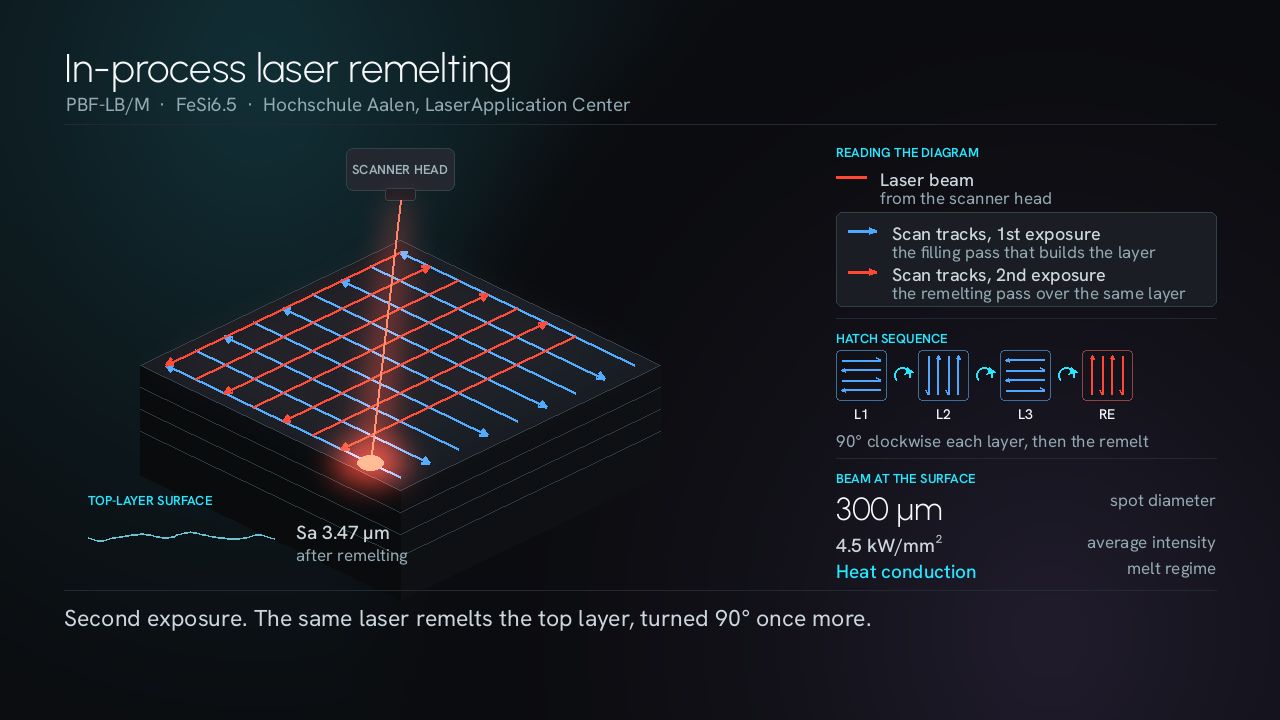 In-process laser remelting
PBF-LB/M · FeSi6.5 · Hochschule Aalen, LaserApplication Center
SCANNER HEAD
TOP-LAYER SURFACE
Sa 3.47 µm
after remelting
READING THE DIAGRAM
Laser beam
from the scanner head
Scan tracks, 1st exposure
the filling pass that builds the layer
Scan tracks, 2nd exposure
the remelting pass over the same layer
HATCH SEQUENCE
L1 L2 L3 RE
90° clockwise each layer, then the remelt
BEAM AT THE SURFACE
300 µm spot diameter
4.5 kW/mm² average intensity
Heat conduction melt regime
Second exposure. The same laser remelts the top layer, turned 90° once more.